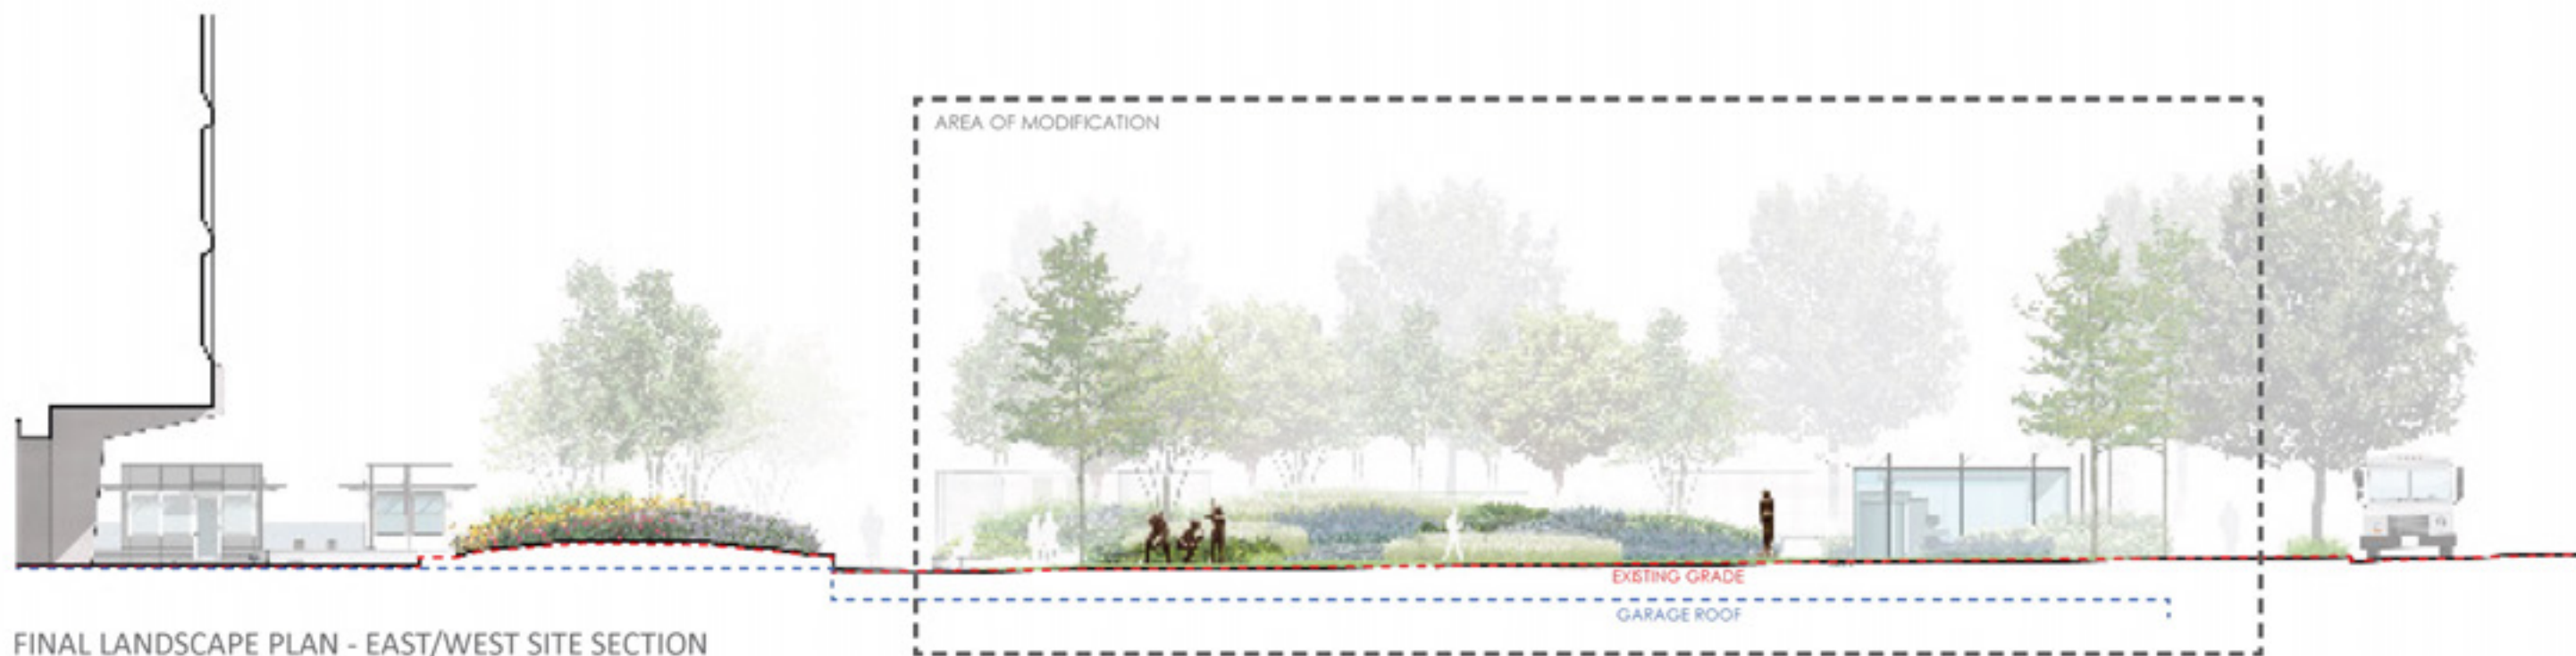 AREA OF MODIFICATION
EXISTING GRADE
GARAGE ROOF
FINAL LANDSCAPE PLAN - EAST/WEST SITE SECTION